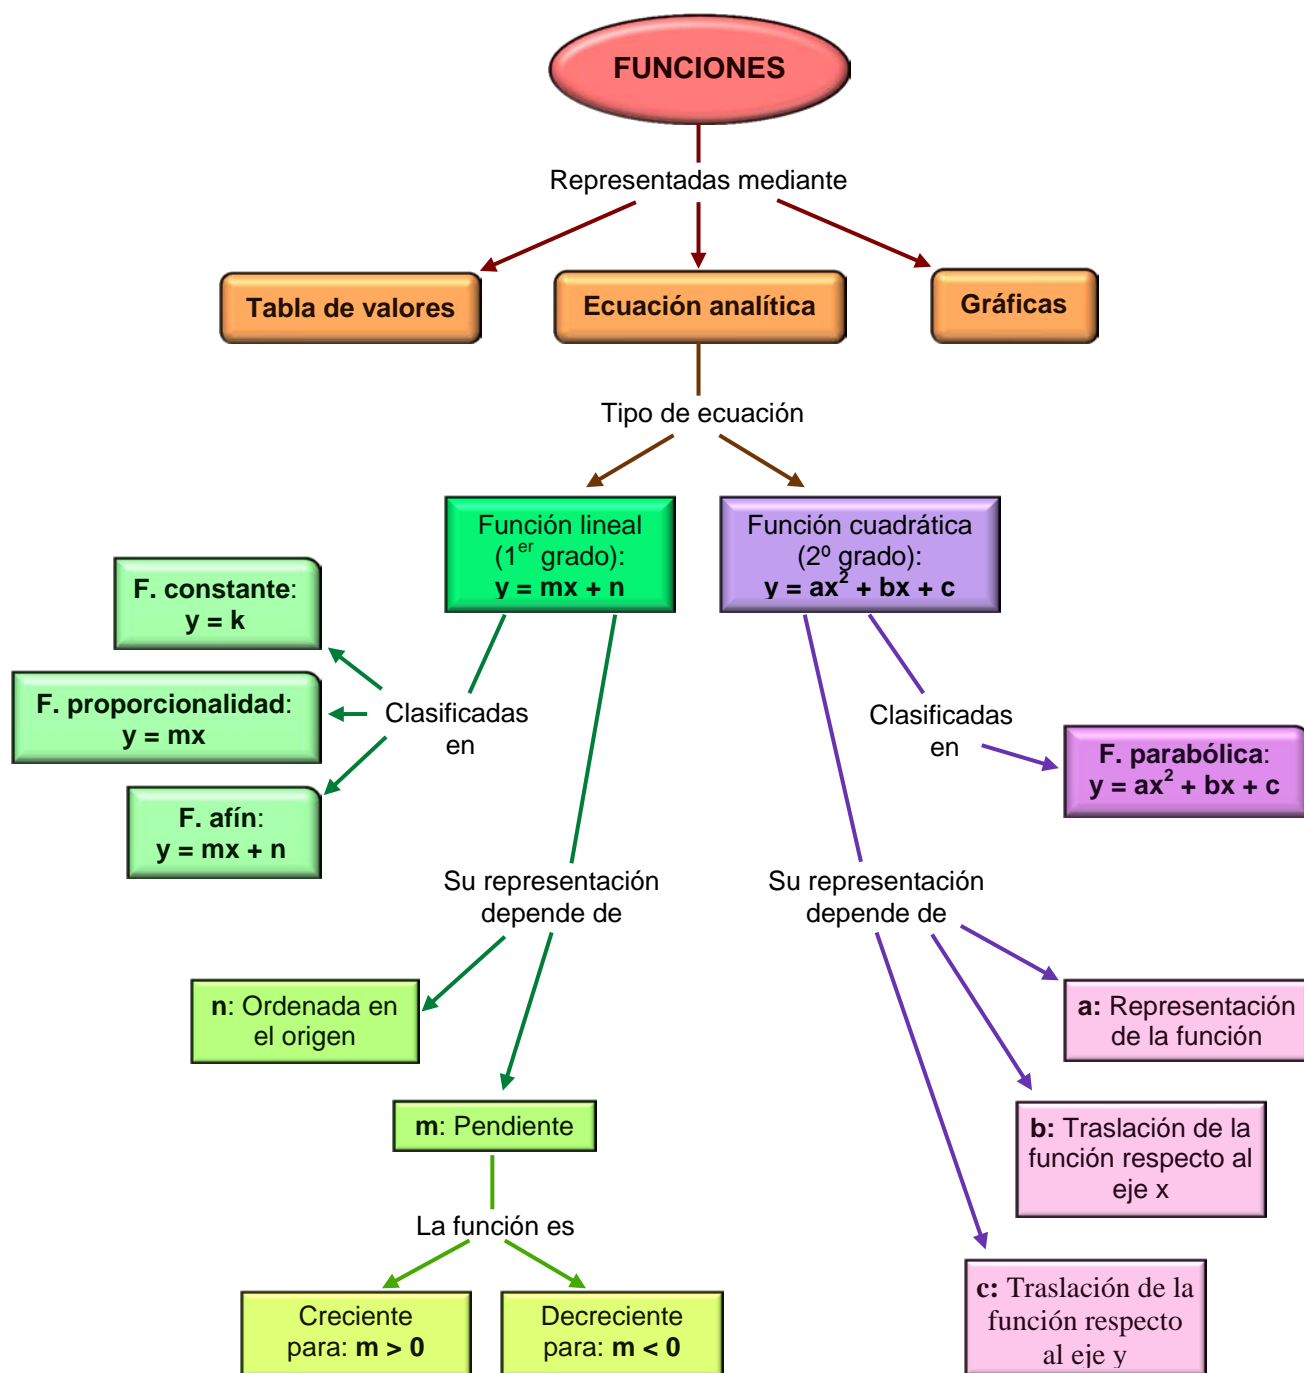 FUNCIONES
Representadas mediante
Tabla de valores
Ecuación analítica
Gráficas
Tipo de ecuación
Función lineal
(1er grado):
y = mx + n
Función cuadrática
(2º grado):
y = ax² + bx + c
F. constante:
y = k
F. proporcionalidad:
y = mx
F. afín:
y = mx + n
Clasificadas
en
Clasificadas
en
F. parabólica:
y = ax² + bx + c
Su representación
depende de
Su representación
depende de
n: Ordenada en
el origen
m: Pendiente
La función es
Creciente
para: m > 0
Decreciente
para: m < 0
a: Representación
de la función
b: Traslación de la
función respecto al
eje x
c: Traslación de la
función respecto
al eje y